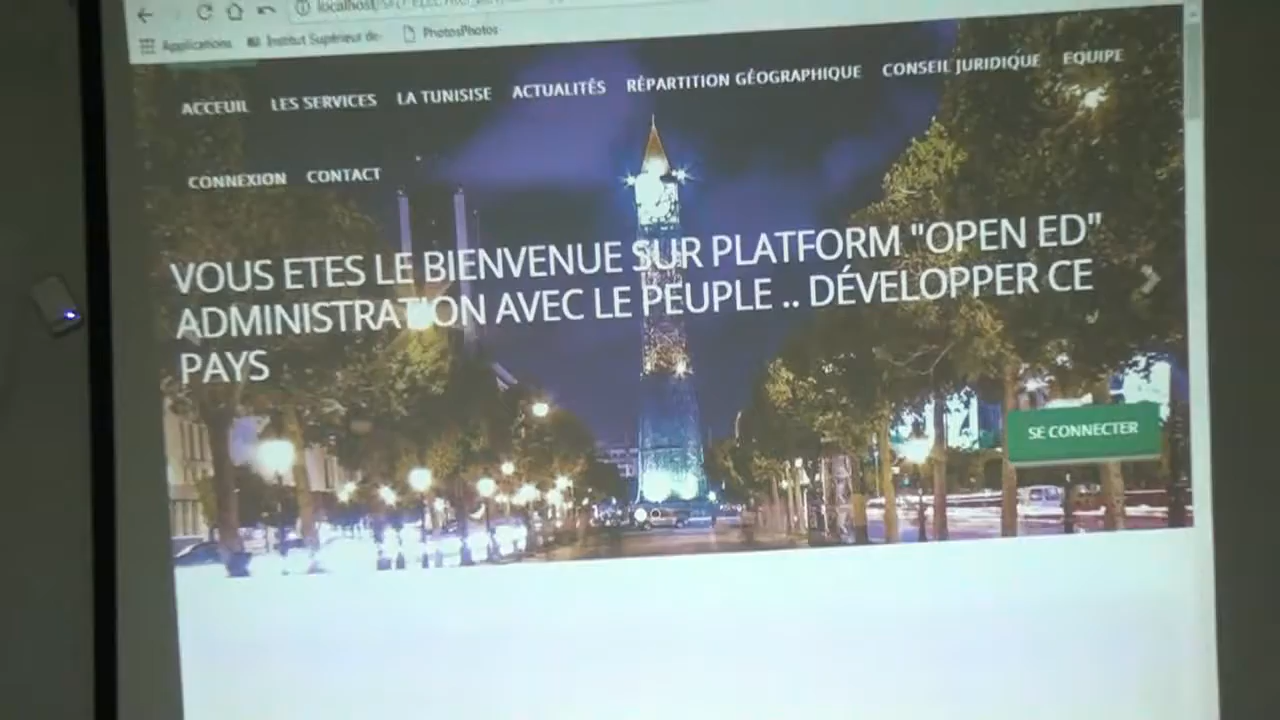 localhost
Applications
Institut Supérieur de-
PhotosPhotos
ACCEUIL LES SERVICES LA TUNISISE ACTUALITÉS RÉPARTITION GÉOGRAPHIQUE CONSEIL JURIDIQUE EQUIPE
CONNEXION CONTACT
VOUS ETES LE BIENVENUE SUR PLATFORM "OPEN ED"
ADMINISTRATION AVEC LE PEUPLE .. DÉVELOPPER CE
PAYS
SE CONNECTER